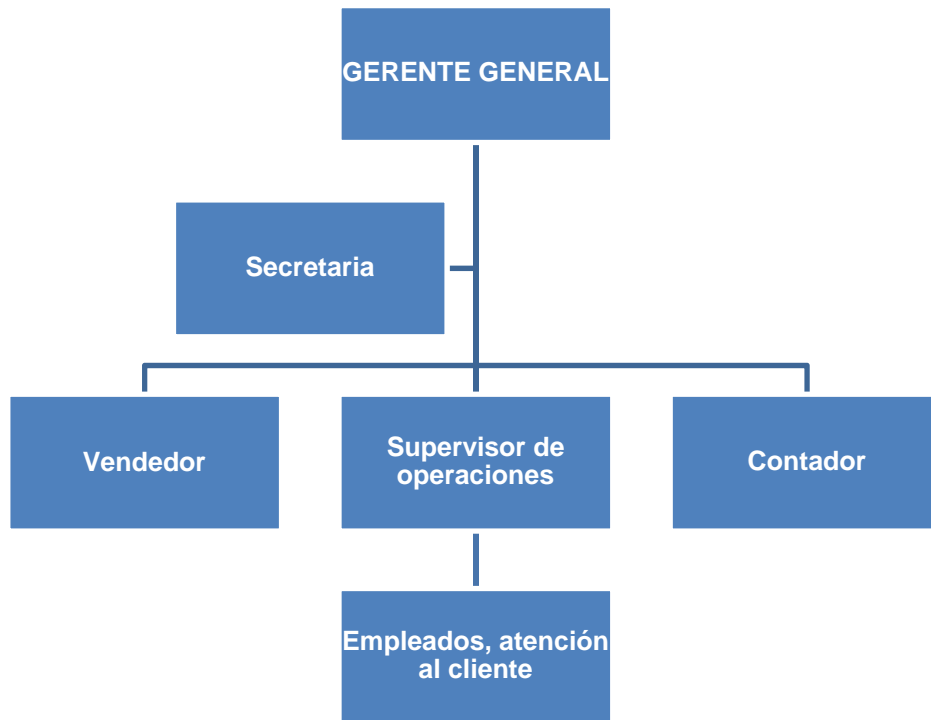 GERENTE GENERAL
Secretaria
Vendedor
Supervisor de
operaciones
Contador
Empleados, atención
al cliente